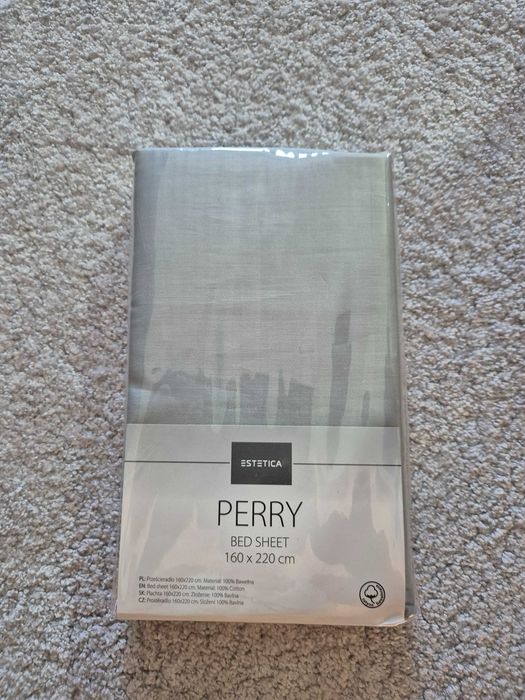 ESTETICA
PERRY
BED SHEET
160 x 220 cm
PL: Prześcieradło 160x220 cm. Materiał: 100% Bawełna
EN: Bed sheet 160x220 cm, Material: 100% Cotton
SK: Plachta 160x220 cm. Zloženie: 100% Bavlna
CZ: Prostěradlo 160x220 cm, Složení 100% Bavlna